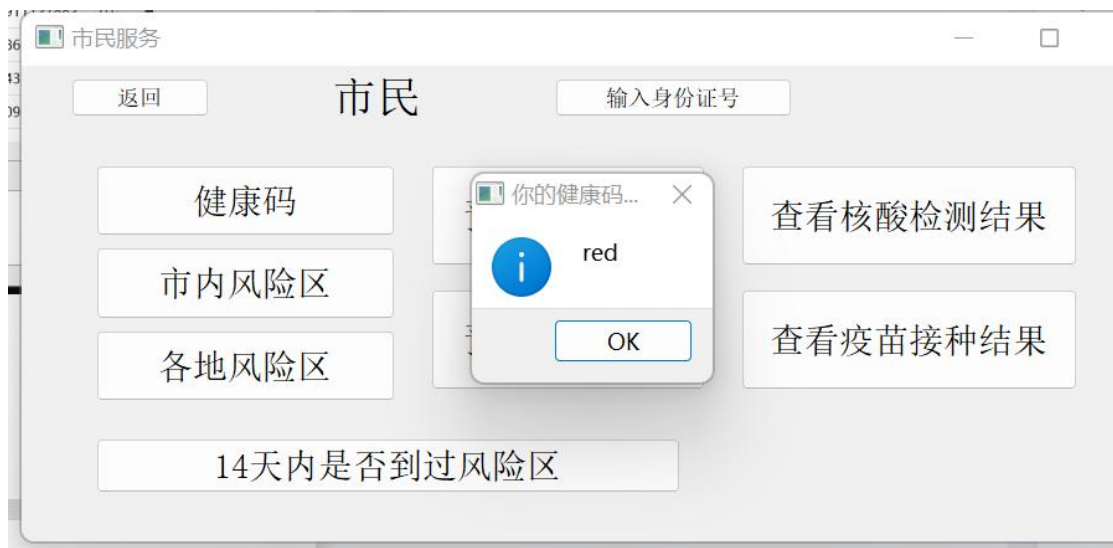 市民服务
返回
市民
输入身份证号
健康码
市内风险区
各地风险区
14天内是否到过风险区
你的健康码...
red
OK
查看核酸检测结果
查看疫苗接种结果